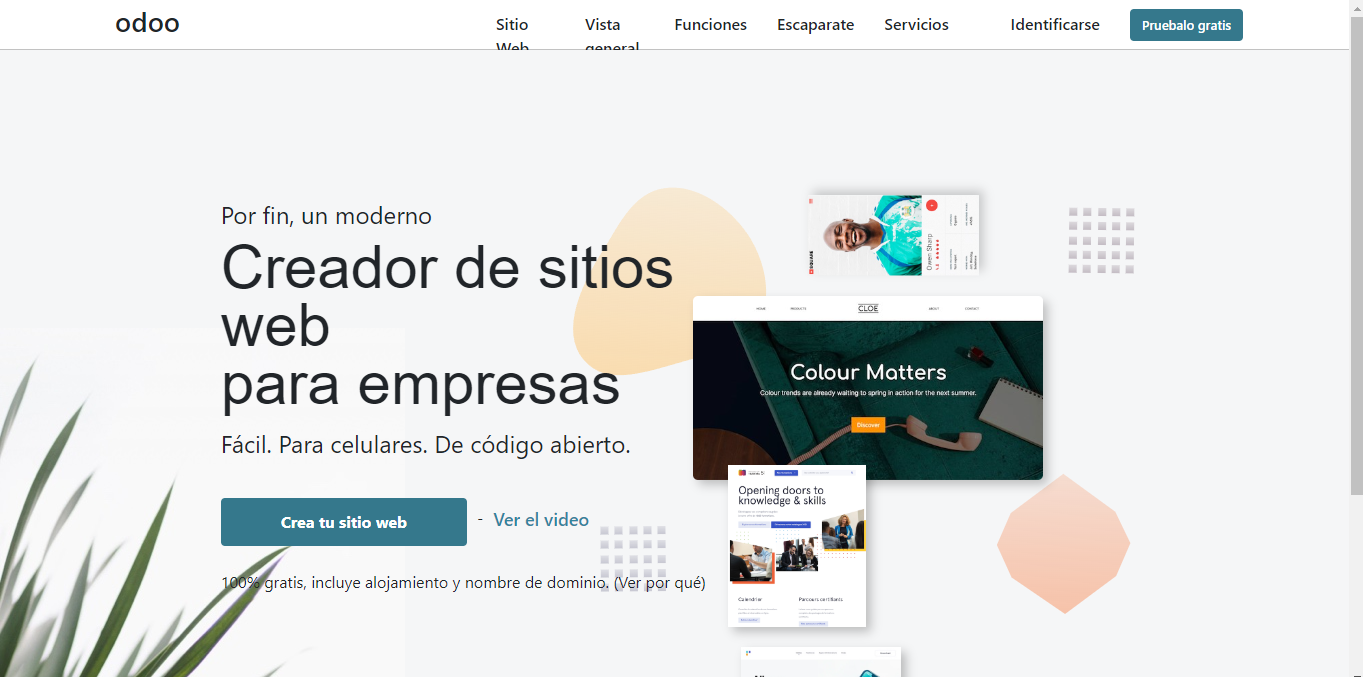 odoo
Sitio Web
Vista general
Funciones
Escaparate
Servicios
Identificarse
Pruebalo gratis
Por fin, un moderno
Creador de sitios
web
para empresas
Fácil. Para celulares. De código abierto.
Crea tu sitio web
- Ver el video
100% gratis, incluye alojamiento y nombre de dominio. (Ver por qué)
SQUARE
Owen Sharp
HOME
PRODUCTS
CLOE
ABOUT
CONTACT
Colour Matters
Colour trends are already waiting to spring in action for the next summer.
Discover
Opening doors to
knowledge & skills
Calendrier
Parcours certifiants